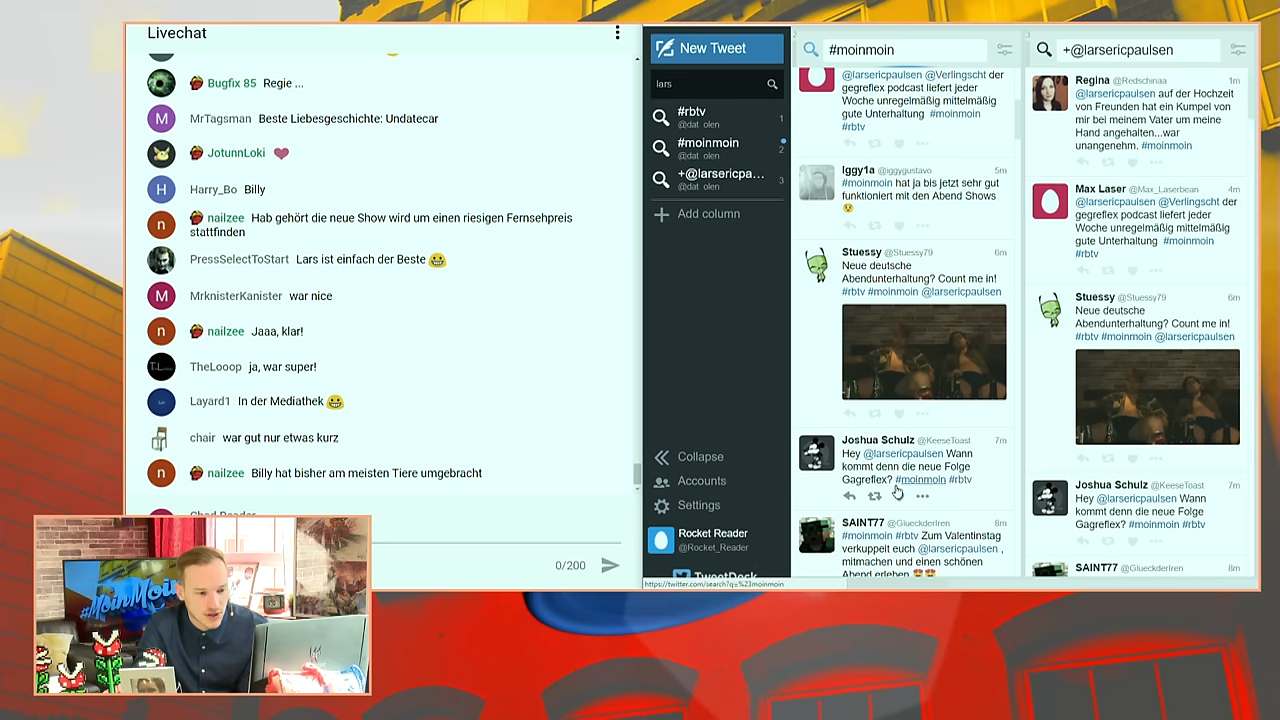 Livechat
Bugfix 85 Regie ...
MrTagsman Beste Liebesgeschichte: Undatecar
JotunnLoki
H Harry_Bo Billy
n nailzee Hab gehört die neue Show wird um einen riesigen Fernsehpreis
stattfinden
PressSelectToStart Lars ist einfach der Beste
M MrknisterKanister war nice
n nailzee Jaaa, klar!
TheLooop ja, war super!
Layard1 In der Mediathek
chair war gut nur etwas kurz
n nailzee Billy hat bisher am meisten Tiere umgebracht
Chad Reader
0/200
#MoinMoin
New Tweet
lars
#rbtv
@dat olen 1
#moinmoin
@dat olen 2
+@larsericpa...
@dat olen 3
Add column
Collapse
Accounts
Settings
Rocket Reader
@Rocket_Reader
TweetDeck
https://twitter.com/search?q=%23moinmoin
2
#moinmoin
@larsericpaulsen @Verlingscht der
gegreflex podcast liefert jeder
Woche unregelmäßig mittelmäßig
gute Unterhaltung #moinmoin
#rbtv
Iggy1a @iggygustavo 5m
#moinmoin hat ja bis jetzt sehr gut
funktioniert mit den Abend Shows
Stuessy @Stuessy79 6m
Neue deutsche
Abendunterhaltung? Count me in!
#rbtv #moinmoin @larsericpaulsen
Joshua Schulz @KeeseToast 7m
Hey @larsericpaulsen Wann
kommt denn die neue Folge
Gagreflex? #moinmoin #rbtv
SAINT77 @GlueckderIren 8m
#moinmoin #rbtv Zum Valentinstag
verkuppelt euch @larsericpaulsen ,
mitmachen und einen schönen
Abend erleben
3
+@larsericpaulsen
Regina @Redschinaa 1m
@larsericpaulsen auf der Hochzeit
von Freunden hat ein Kumpel von
mir bei meinem Vater um meine
Hand angehalten...war
unangenehm. #moinmoin
Max Laser @Max_Laserbean 4m
@larsericpaulsen @Verlingscht der
gegreflex podcast liefert jeder
Woche unregelmäßig mittelmäßig
gute Unterhaltung #moinmoin
#rbtv
Stuessy @Stuessy79 6m
Neue deutsche
Abendunterhaltung? Count me in!
#rbtv #moinmoin @larsericpaulsen
Joshua Schulz @KeeseToast 7m
Hey @larsericpaulsen Wann
kommt denn die neue Folge
Gagreflex? #moinmoin #rbtv
SAINT77 @GlueckderIren 8m